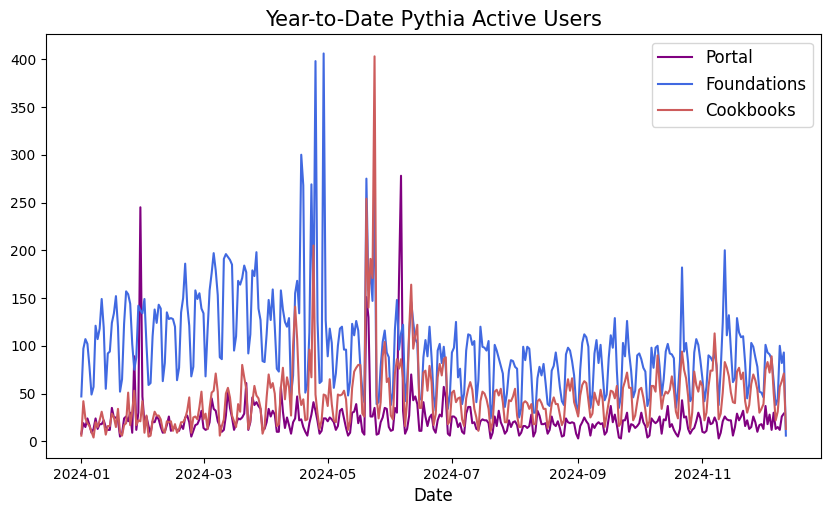 Year-to-Date Pythia Active Users
Portal
Foundations
Cookbooks
400
350
300
250
200
150
100
50
0
2024-01 2024-03 2024-05 2024-07 2024-09 2024-11
Date